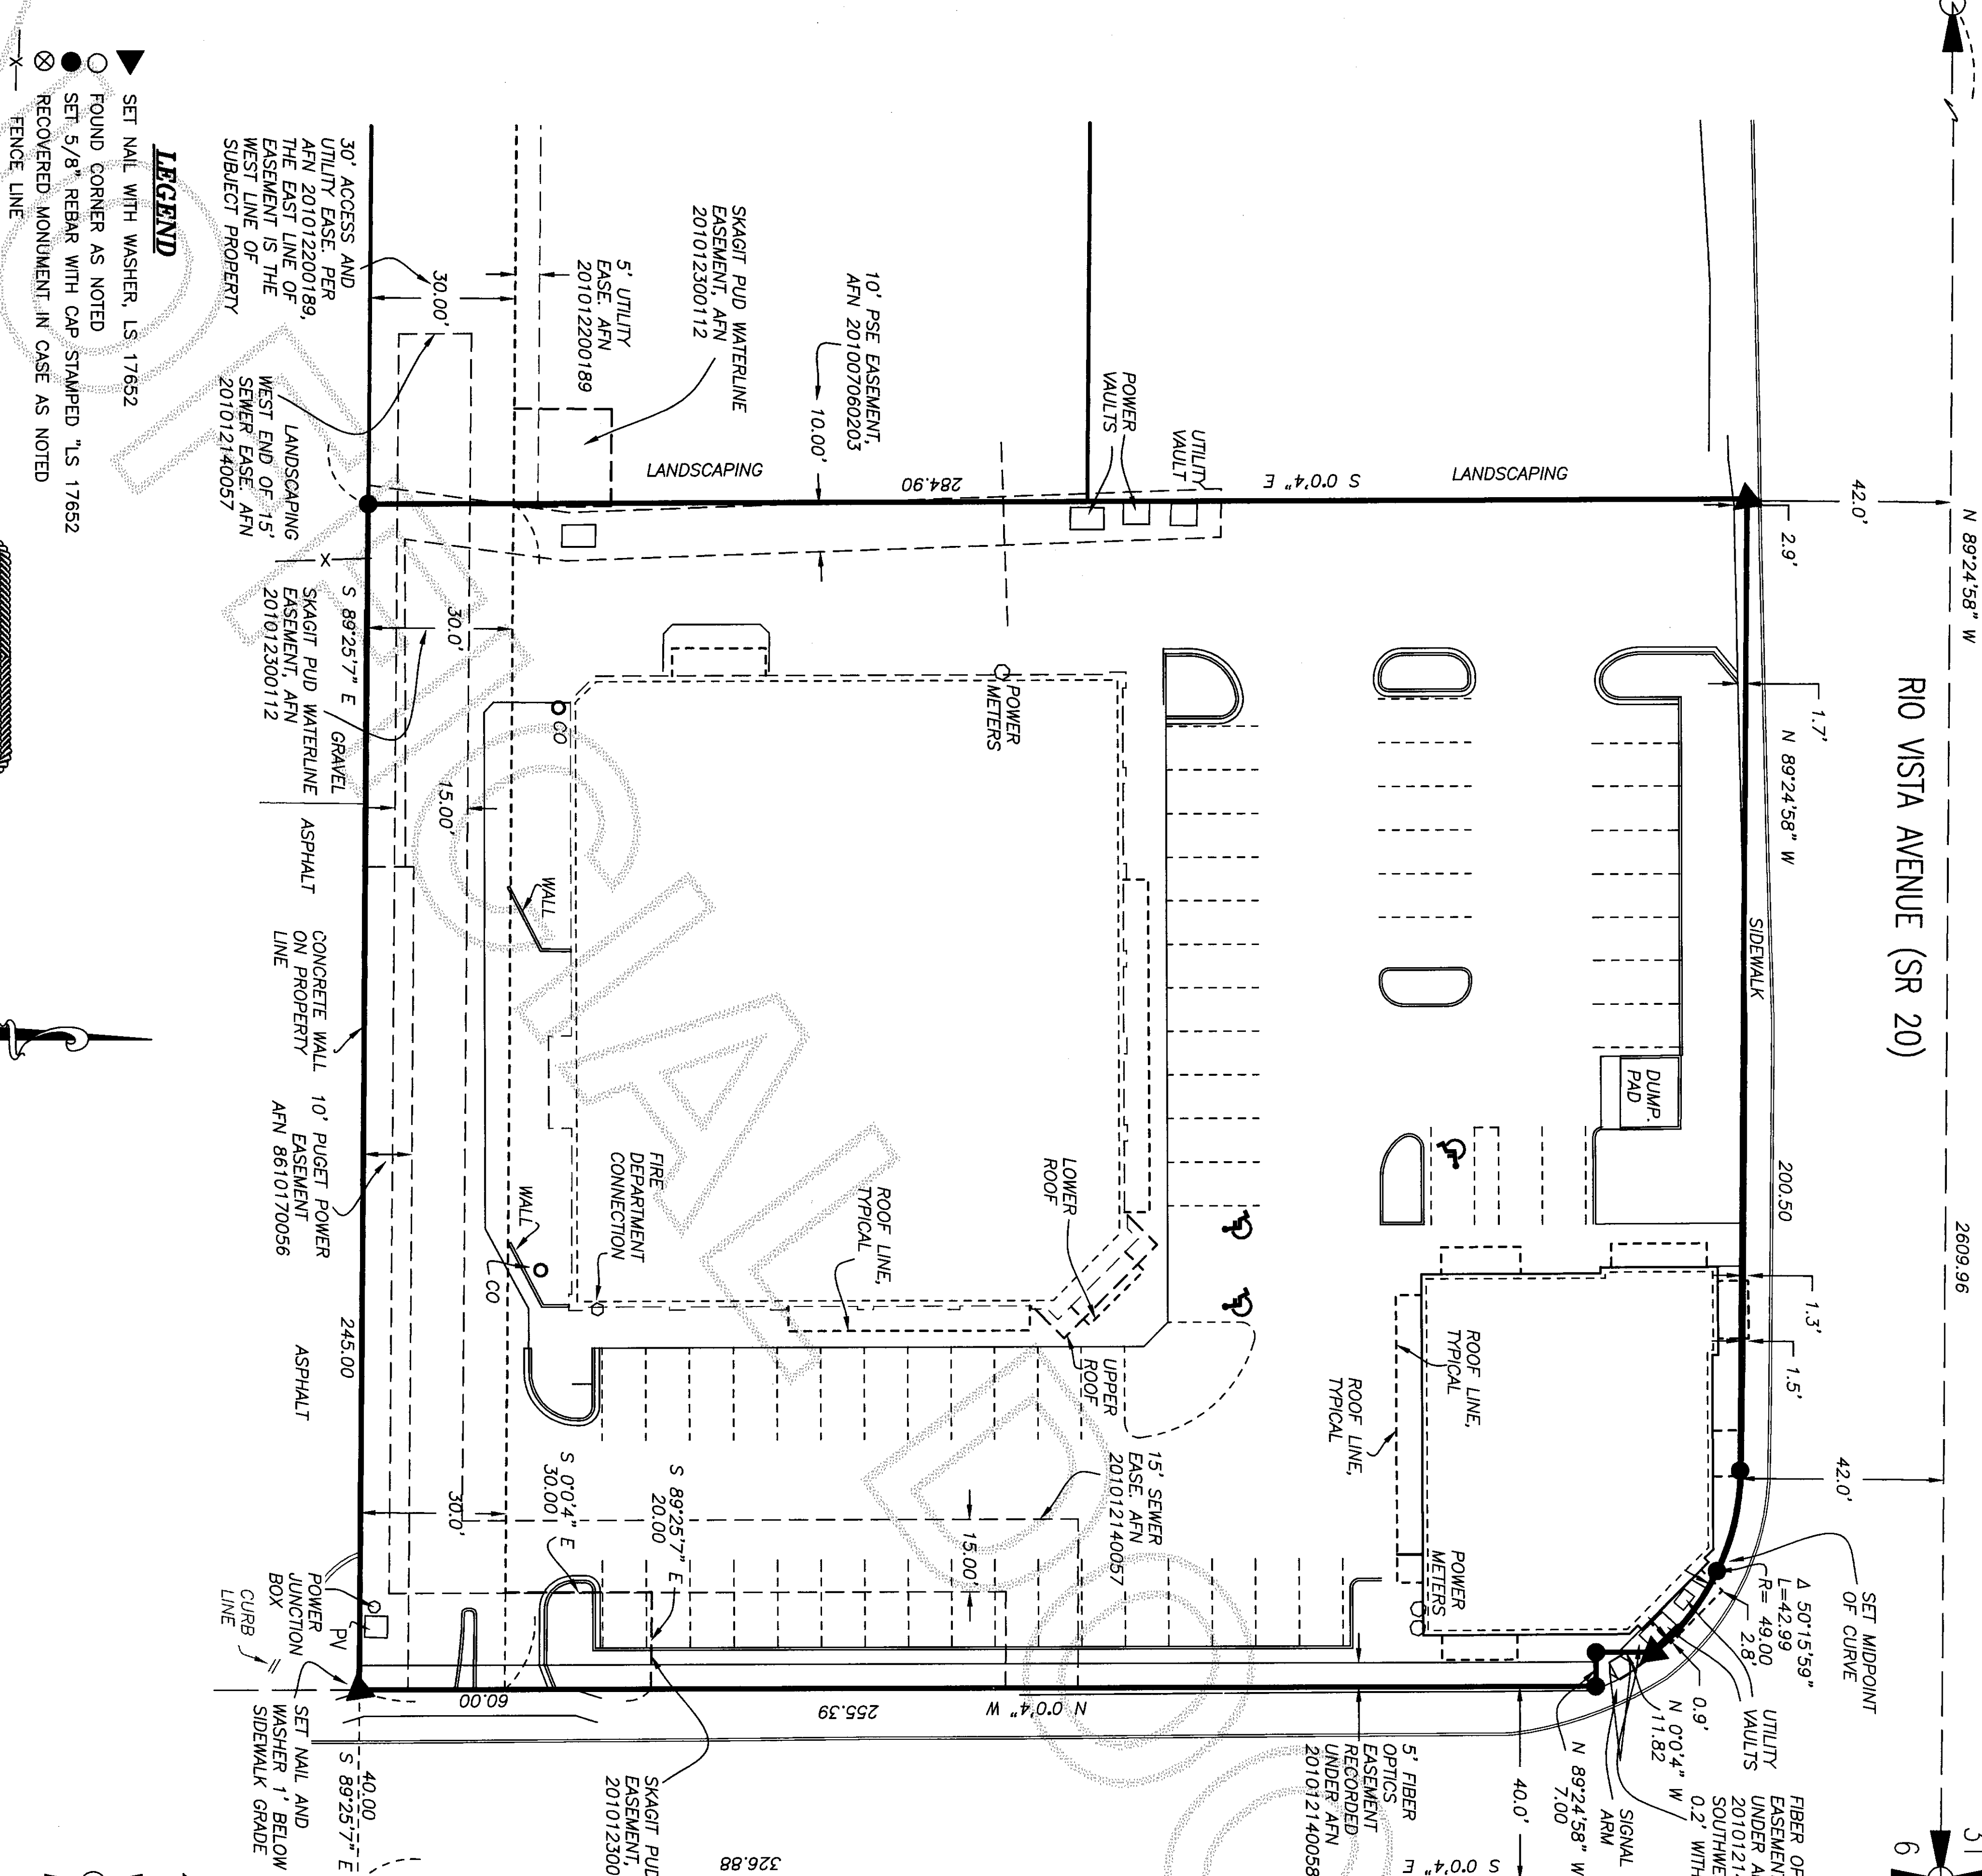 RIO VISTA AVENUE (SR 20)
N 89°24'58" W
2609.96
42.0'
2.9'
1.7'
N 89°24'58" W
SIDEWALK
200.50
1.3'
1.5'
42.0'
SET MIDPOINT
OF CURVE
Δ 50°15'59"
L=42.99
R= 49.00
2.8'
UTILITY
VAULTS
0.9'
N 0°0'4" W
11.82
SIGNAL
ARM
N 89°24'58" W
7.00
40.0'
6
FIBER
EASEMENT
UNDER
0.2'
LANDSCAPING
S 0°0'4" E
UTILITY
VAULT
POWER
VAULTS
284.90
LANDSCAPING
10' PSE EASEMENT,
AFN 201007060203
10.00'
SKAGIT PUD WATERLINE
EASEMENT, AFN
201012300112
5' UTILITY
EASE. AFN
201012200189
30' ACCESS AND
UTILITY EASE. PER
AFN 201012200189,
THE EAST LINE OF
EASEMENT IS THE
WEST LINE OF
SUBJECT PROPERTY
30.00'
DUMP.
PAD
ROOF LINE,
TYPICAL
ROOF LINE,
TYPICAL
POWER
METERS
POWER
METERS
LOWER
ROOF
UPPER
ROOF
ROOF LINE,
TYPICAL
FIRE
DEPARTMENT
CONNECTION
CO
WALL
WALL
CO
15' SEWER
EASE. AFN
201012140057
15.00'
S 89°25'7" E
20.00
S 0°0'4" E
30.00
30.0'
15.00'
30.0'
5' FIBER
OPTICS
EASEMENT
RECORDED
UNDER AFN
201012140058
S 0°0'4" E
326.88
N 0°0'4" W
255.39
60.00
SKAGIT PUD
EASEMENT,
LANDSCAPING
WEST END OF 15'
SEWER EASE. AFN
201012140057
X
S 89°25'7" E
245.00
GRAVEL
SKAGIT PUD WATERLINE
EASEMENT, AFN
201012300112
ASPHALT
CONCRETE WALL
ON PROPERTY
LINE
10' PUGET POWER
EASEMENT
AFN 8610170056
ASPHALT
PV
POWER
JUNCTION
BOX
CURB
LINE
SET NAIL AND
WASHER 1' BELOW
SIDEWALK GRADE
40.00
S 89°25'7" E
LEGEND
SET NAIL WITH WASHER, LS 17652
FOUND CORNER AS NOTED
SET 5/8" REBAR WITH CAP STAMPED "LS 17652
RECOVERED MONUMENT IN CASE AS NOTED
X FENCE LINE